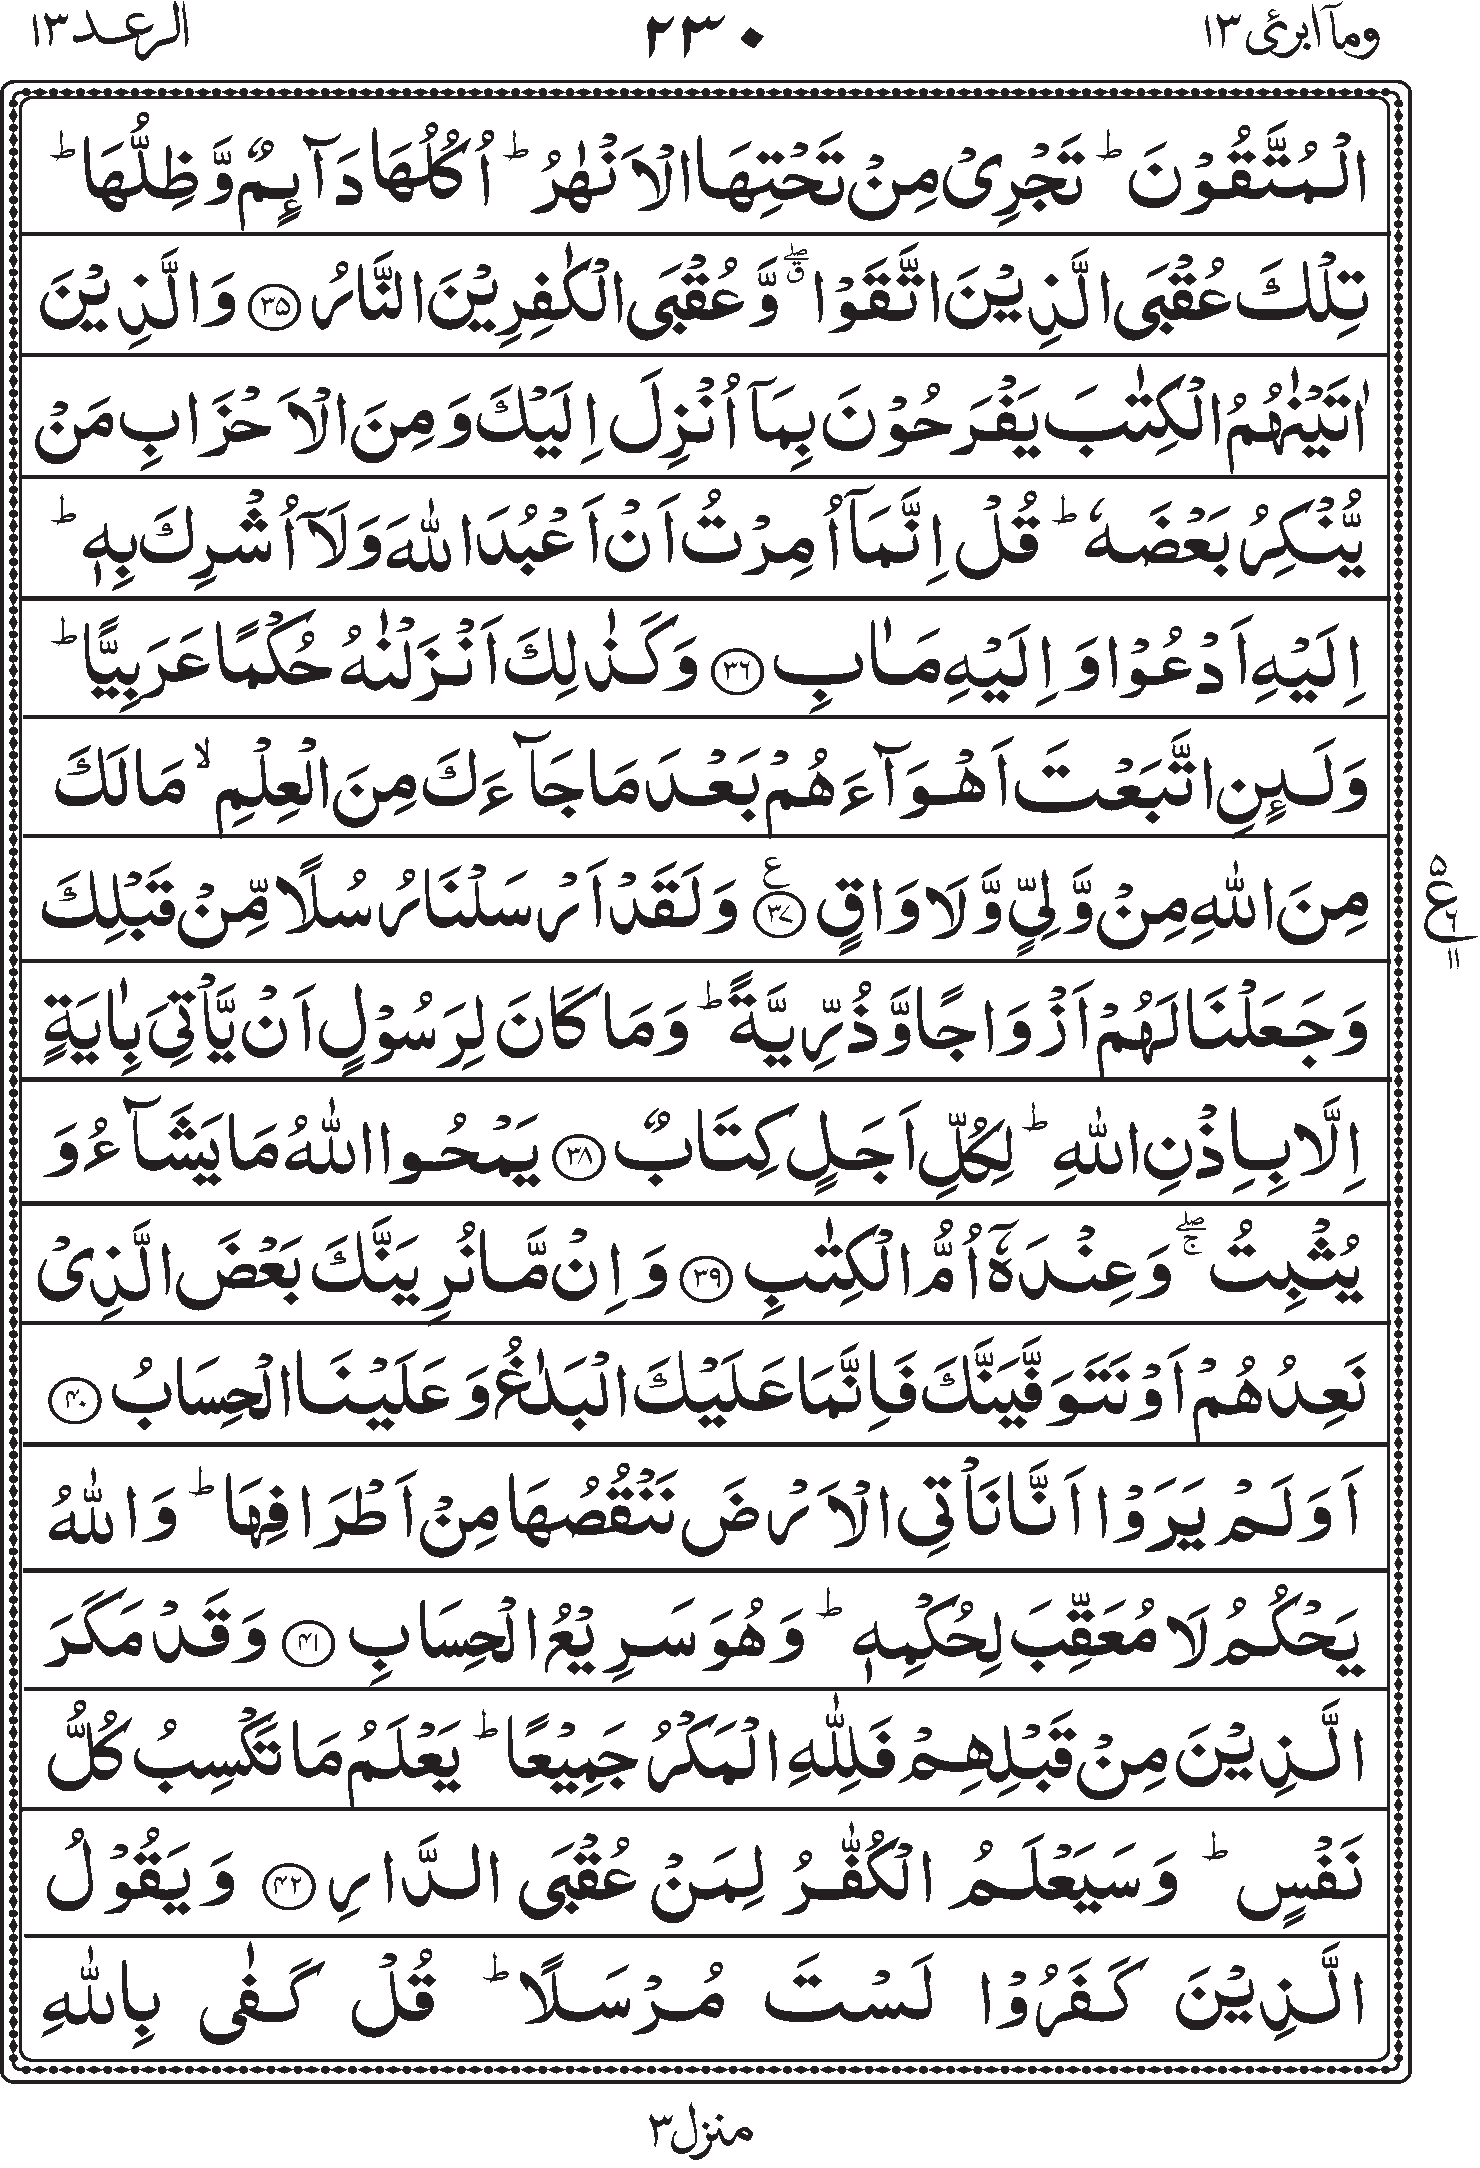 وماۤ ابرئ ١٣
٢٣٠
الرعد ١٣
الْمُتَّقُوْنَ ؕ تَجْرِیْ مِنْ تَحْتِهَا الْاَنْهٰرُ ؕ اُكُلُهَا دَآىِٕمٌ وَّ ظِلُّهَا ؕ
تِلْكَ عُقْبَی الَّذِیْنَ اتَّقَوْا ۖۗ وَّ عُقْبَی الْكٰفِرِیْنَ النَّارُ ﴿۳۵﴾ وَ الَّذِیْنَ
اٰتَیْنٰهُمُ الْكِتٰبَ یَفْرَحُوْنَ بِمَاۤ اُنْزِلَ اِلَیْكَ وَ مِنَ الْاَحْزَابِ مَنْ
یُّنْكِرُ بَعْضَهٗ ؕ قُلْ اِنَّمَاۤ اُمِرْتُ اَنْ اَعْبُدَ اللّٰهَ وَ لَاۤ اُشْرِكَ بِهٖ ؕ
اِلَیْهِ اَدْعُوْا وَ اِلَیْهِ مَاٰبِ ﴿۳۶﴾ وَ كَذٰلِكَ اَنْزَلْنٰهُ حُكْمًا عَرَبِیًّا ؕ
وَ لَىِٕنِ اتَّبَعْتَ اَهْوَآءَهُمْ بَعْدَ مَا جَآءَكَ مِنَ الْعِلْمِ ۙ مَا لَكَ
مِنَ اللّٰهِ مِنْ وَّلِیٍّ وَّ لَا وَاقٍ ﴿۳۷﴾ ع وَ لَقَدْ اَرْسَلْنَا رُسُلًا مِّنْ قَبْلِكَ
۵ ع ٦ ١١
وَ جَعَلْنَا لَهُمْ اَزْوَاجًا وَّ ذُرِّیَّةً ؕ وَ مَا كَانَ لِرَسُوْلٍ اَنْ یَّاْتِیَ بِاٰیَةٍ
اِلَّا بِاِذْنِ اللّٰهِ ؕ لِكُلِّ اَجَلٍ كِتَابٌ ﴿۳۸﴾ یَمْحُوا اللّٰهُ مَا یَشَآءُ وَ
یُثْبِتُ ۖۚ وَ عِنْدَهٗۤ اُمُّ الْكِتٰبِ ﴿۳۹﴾ وَ اِنْ مَّا نُرِیَنَّكَ بَعْضَ الَّذِیْ
نَعِدُهُمْ اَوْ نَتَوَفَّیَنَّكَ فَاِنَّمَا عَلَیْكَ الْبَلٰغُ وَ عَلَیْنَا الْحِسَابُ ﴿۴۰﴾
اَوَ لَمْ یَرَوْا اَنَّا نَاْتِی الْاَرْضَ نَنْقُصُهَا مِنْ اَطْرَافِهَا ؕ وَ اللّٰهُ
یَحْكُمُ لَا مُعَقِّبَ لِحُكْمِهٖ ؕ وَ هُوَ سَرِیْعُ الْحِسَابِ ﴿۴۱﴾ وَ قَدْ مَكَرَ
الَّذِیْنَ مِنْ قَبْلِهِمْ فَلِلّٰهِ الْمَكْرُ جَمِیْعًا ؕ یَعْلَمُ مَا تَكْسِبُ كُلُّ
نَفْسٍ ؕ وَ سَیَعْلَمُ الْكُفّٰرُ لِمَنْ عُقْبَی الدَّارِ ﴿۴۲﴾ وَ یَقُوْلُ
الَّذِیْنَ كَفَرُوْا لَسْتَ مُرْسَلًا ؕ قُلْ كَفٰی بِاللّٰهِ
منزل ٣